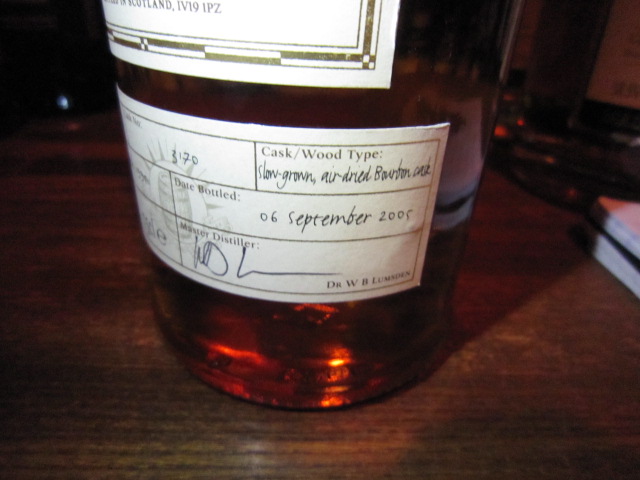 IN SCOTLAND, IV19 1PZ
3170
Cask/Wood Type:
slow-grown, air-dried Bourbon cask
Date Bottled:
06 September 2005
Master Distiller:
DR W B LUMSDEN